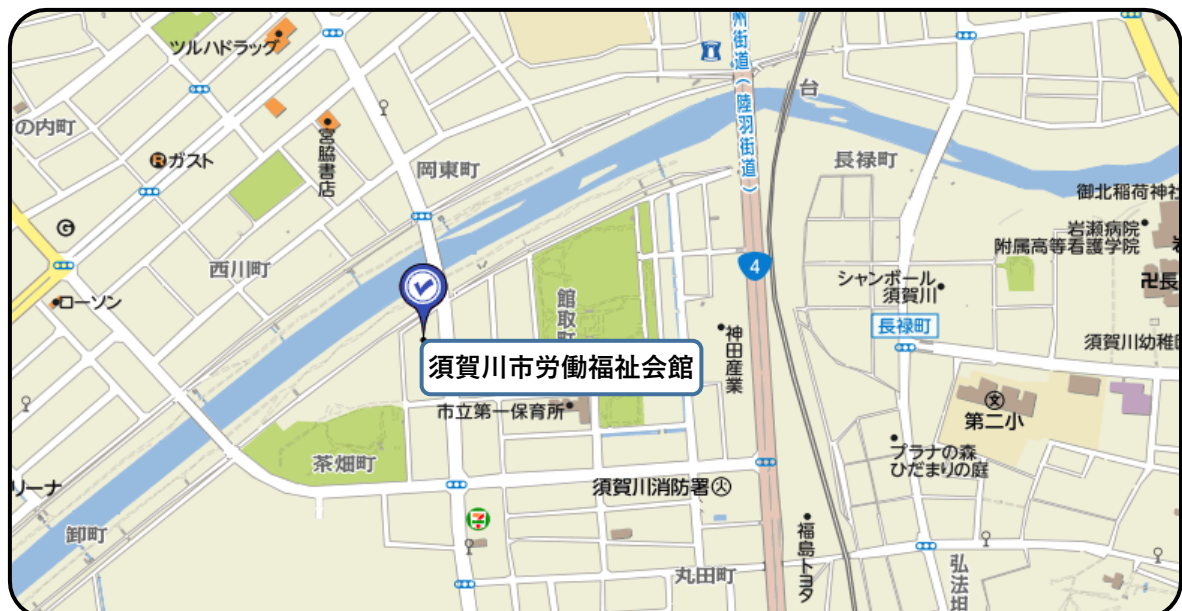 ツルハドラッグ
の内町
ガスト
宮脇書店
岡東町
G
西川町
ローソン
州街道(陸羽街道)
台
長禄町
御北稲荷神社
岩瀬病院
附属高等看護学院
シャンボール
須賀川
卍長
長禄町
須賀川幼稚園
4
館取町
神田産業
須賀川市労働福祉会館
市立第一保育所
文
第二小
プラナの森
ひだまりの庭
茶畑町
リーナ
須賀川消防署
卸町
福島トヨタ
丸田町
弘法坦